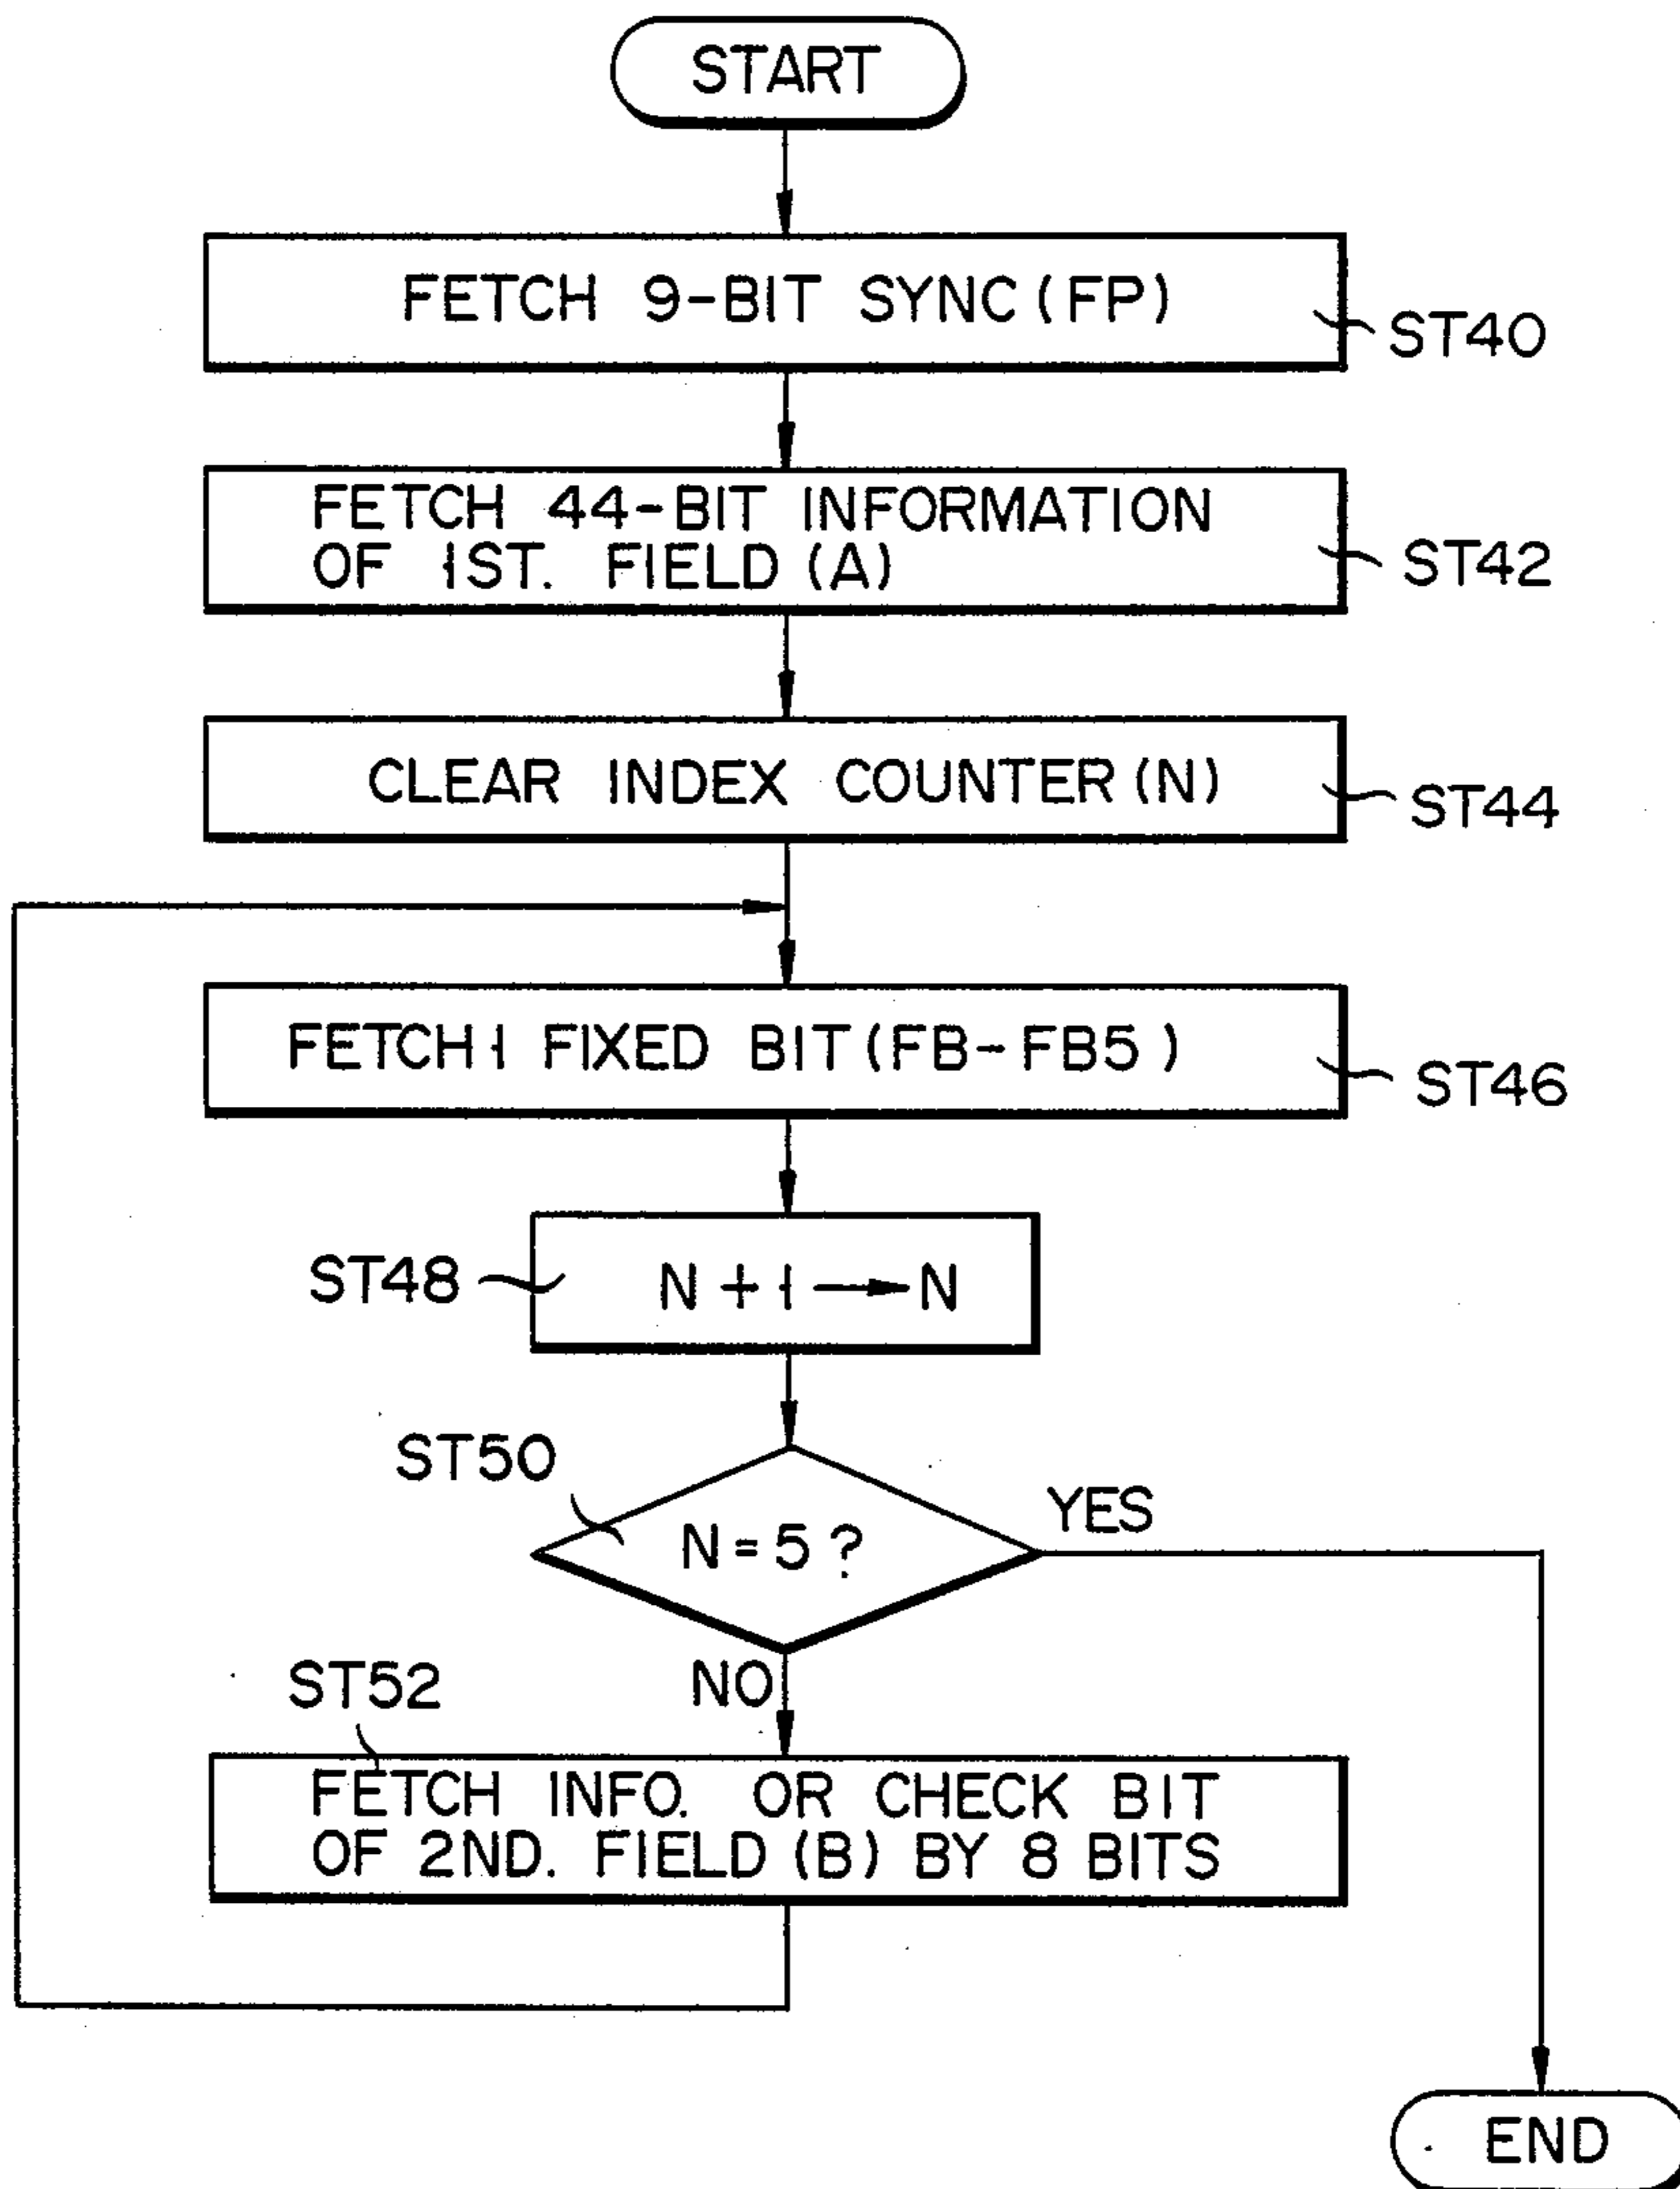 START
FETCH 9-BIT SYNC (FP)
ST40
FETCH 44-BIT INFORMATION
OF 1ST. FIELD (A)
ST42
CLEAR INDEX COUNTER (N)
ST44
FETCH 1 FIXED BIT (FB-FB5)
ST46
ST48
N + 1 → N
ST50
N = 5 ?
YES
NO
ST52
FETCH INFO. OR CHECK BIT
OF 2ND. FIELD (B) BY 8 BITS
END